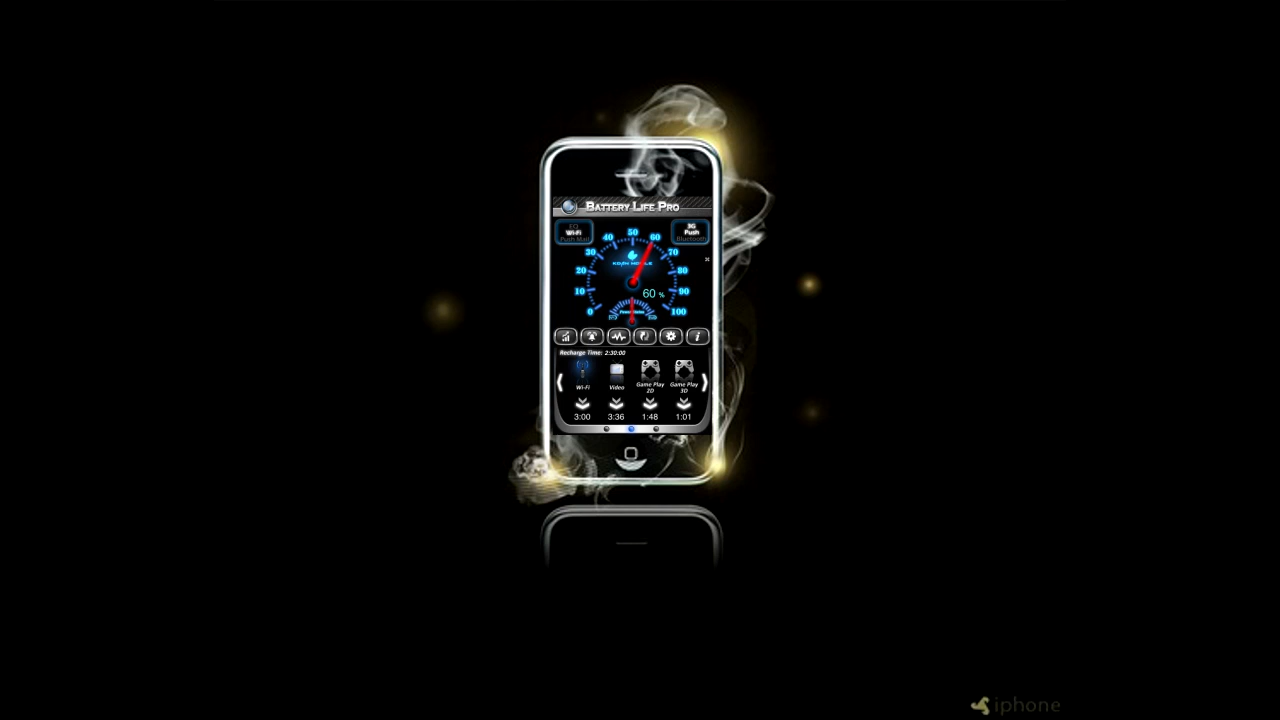 BATTERY LIFE PRO
Wi-Fi
Push Mail
3G
Push
Bluetooth
50
40 60
30 70
20 80
10 90
0 100
60 %
Recharge Time: 2:30:00
Wi-Fi Video Game Play 2D Game Play 3D
3:00 3:36 1:48 1:01
iphone